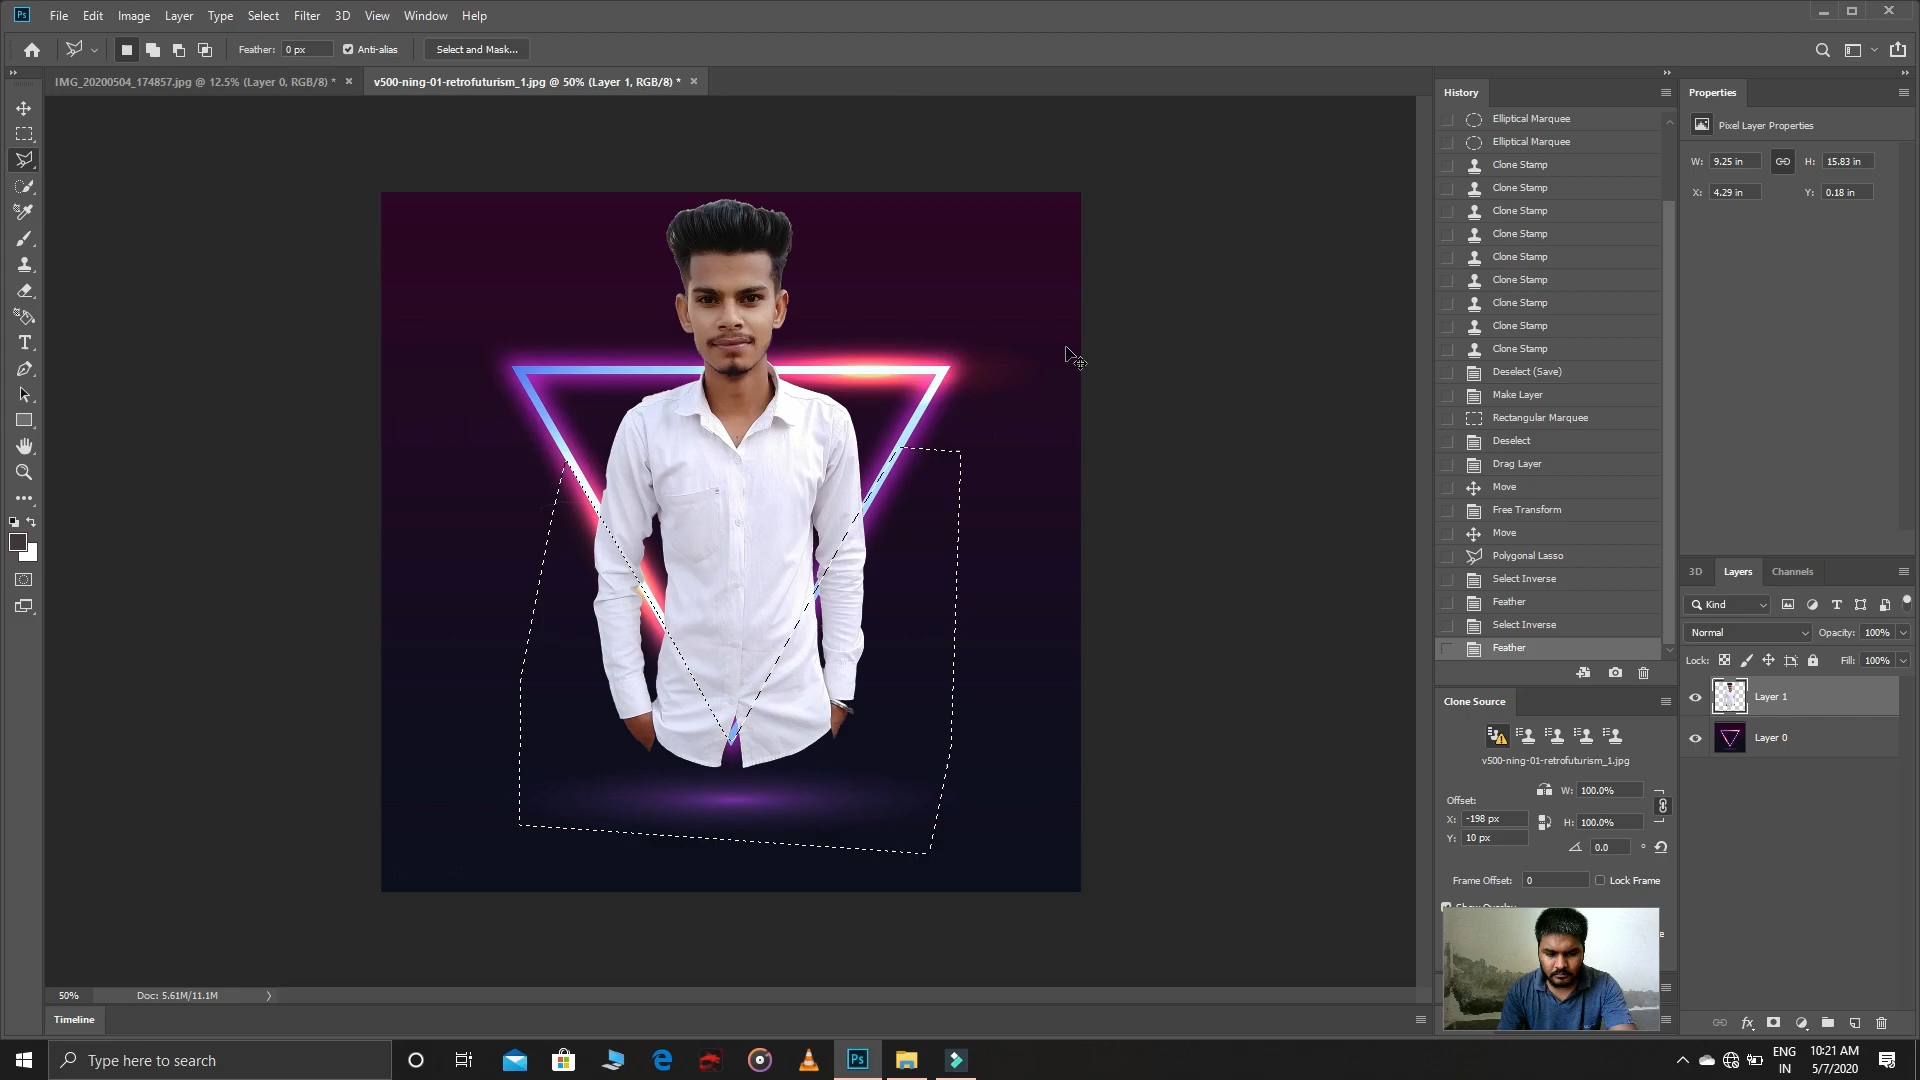 Ps File Edit Image Layer Type Select Filter 3D View Window Help
Feather: 0 px Anti-alias Select and Mask...
IMG_20200504_174857.jpg @ 12.5% (Layer 0, RGB/8) * × v500-ning-01-retrofuturism_1.jpg @ 50% (Layer 1, RGB/8) * ×
History
Elliptical Marquee
Elliptical Marquee
Clone Stamp
Clone Stamp
Clone Stamp
Clone Stamp
Clone Stamp
Clone Stamp
Clone Stamp
Clone Stamp
Clone Stamp
Deselect (Save)
Make Layer
Rectangular Marquee
Deselect
Drag Layer
Move
Free Transform
Move
Polygonal Lasso
Select Inverse
Feather
Select Inverse
Feather
Clone Source
v500-ning-01-retrofuturism_1.jpg
Offset: W: 100.0%
X: -198 px H: 100.0%
Y: 10 px 0.0 °
Frame Offset: 0 Lock Frame
Show Overlay
Properties
Pixel Layer Properties
W: 9.25 in H: 15.83 in
X: 4.29 in Y: 0.18 in
3D Layers Channels
Kind
Normal Opacity: 100%
Lock: Fill: 100%
Layer 1
Layer 0
fx
50% Doc: 5.61M/11.1M
Timeline
Type here to search
Ps
ENG
IN
10:21 AM
5/7/2020